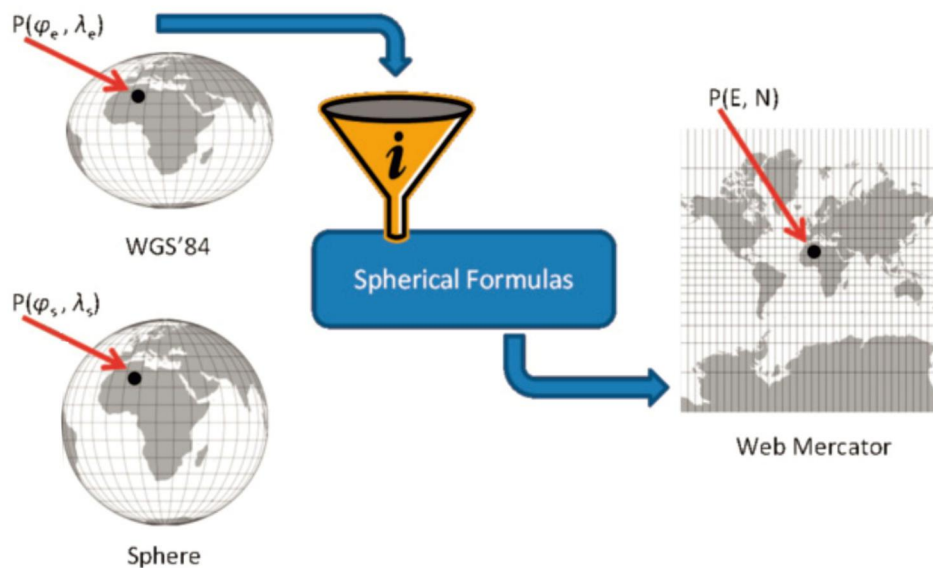 P(φₑ, λₑ)
WGS'84
i
Spherical Formulas
P(E, N)
Web Mercator
P(φₛ, λₛ)
Sphere